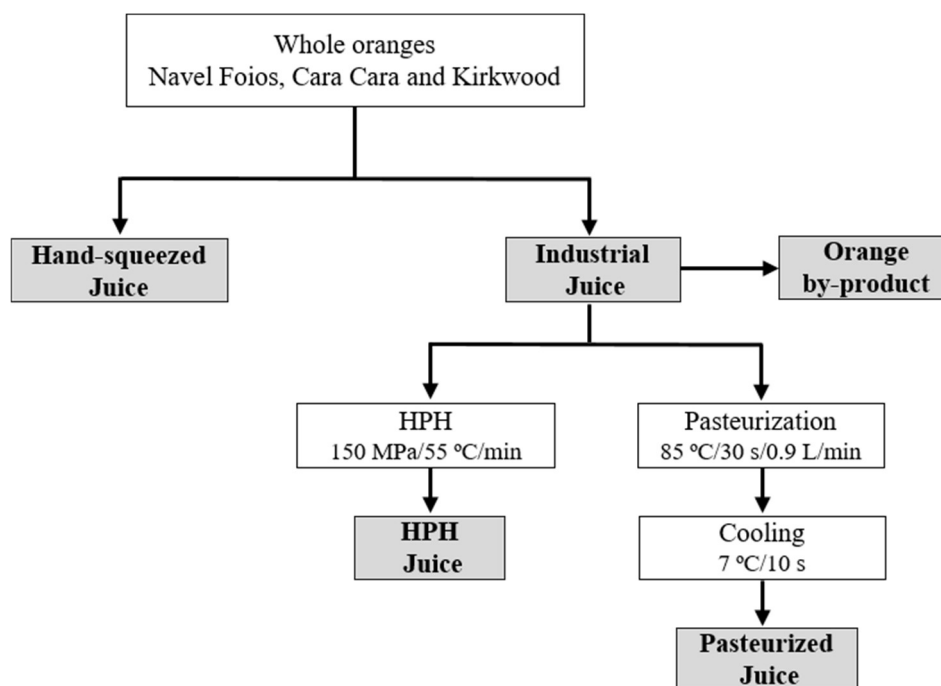 Whole oranges
Navel Foios, Cara Cara and Kirkwood
Hand-squeezed
Juice
Industrial
Juice
Orange
by-product
HPH
150 MPa/55 ºC/min
Pasteurization
85 ºC/30 s/0.9 L/min
HPH
Juice
Cooling
7 ºC/10 s
Pasteurized
Juice